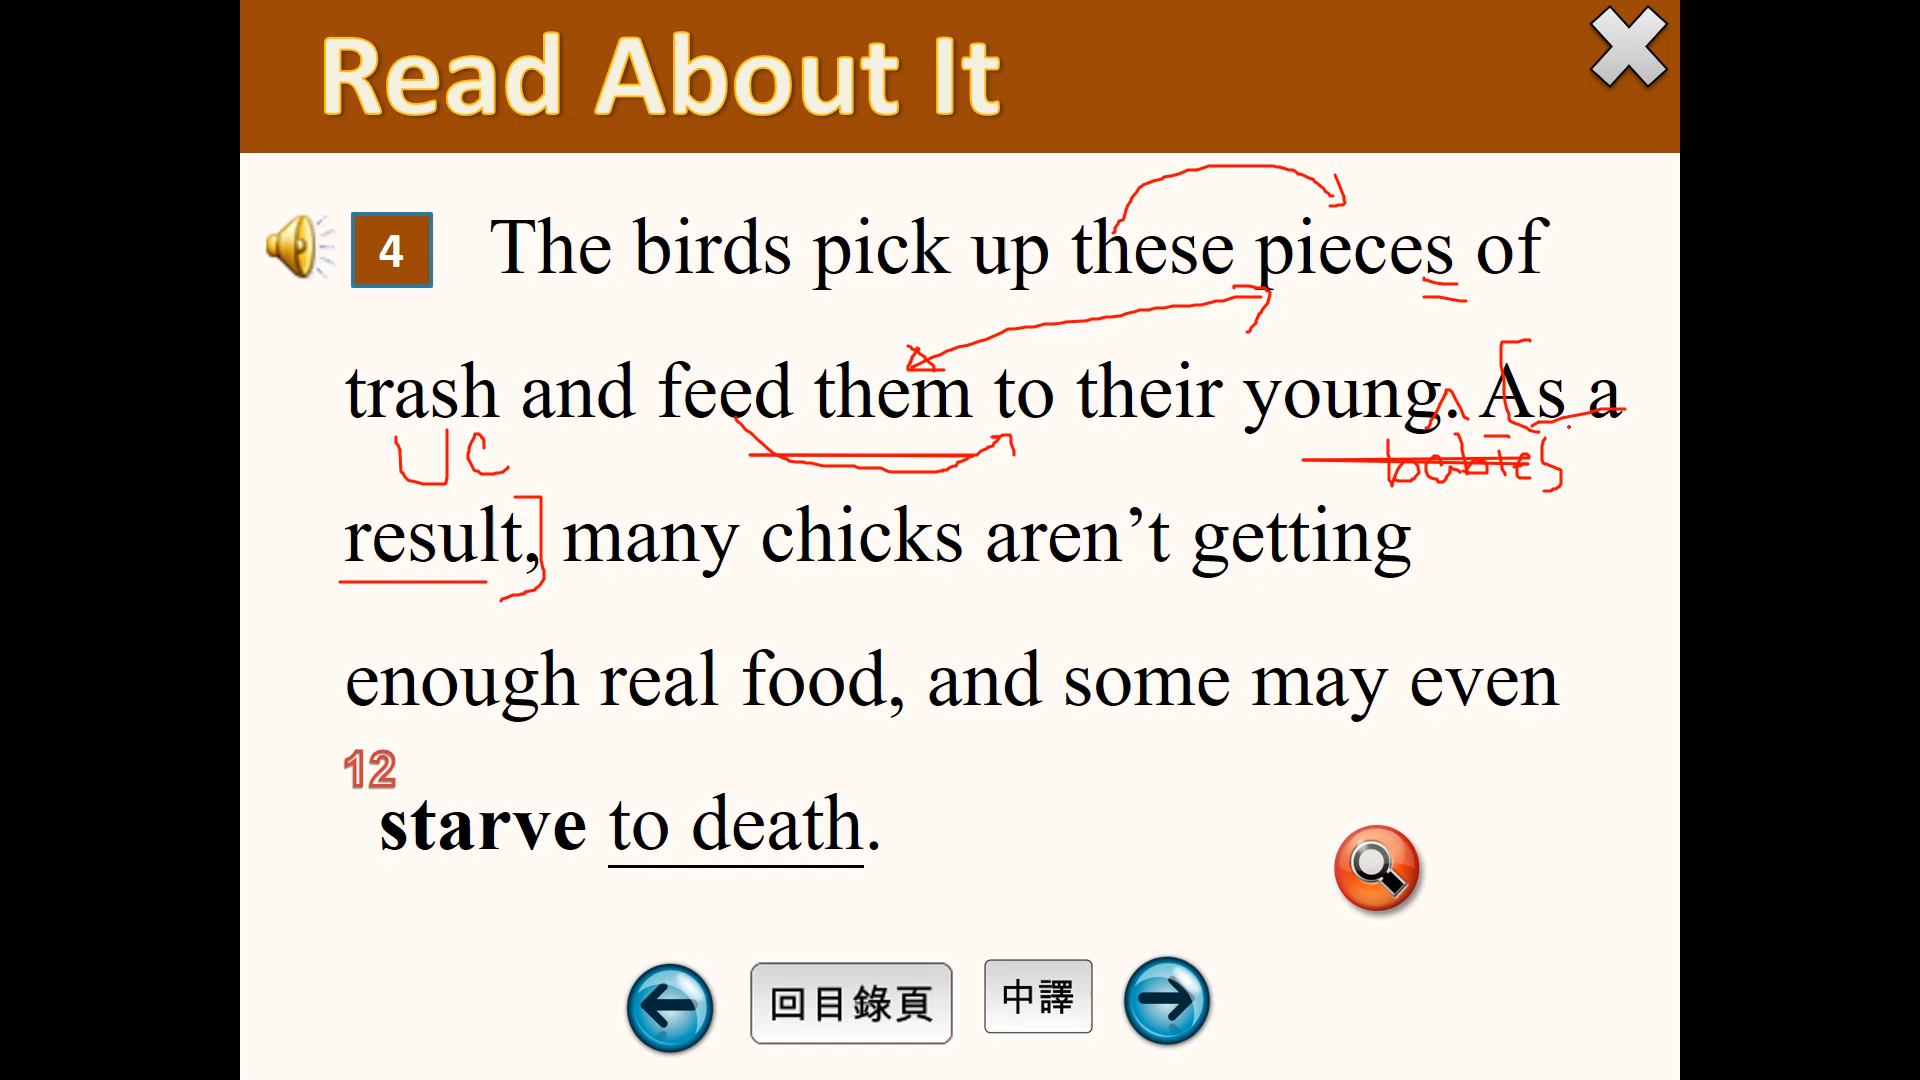 Read About It
4 The birds pick up these pieces of
trash and feed them to their young. As a
UC babies
result, many chicks aren’t getting
enough real food, and some may even
12
starve to death.
回目錄頁 中譯